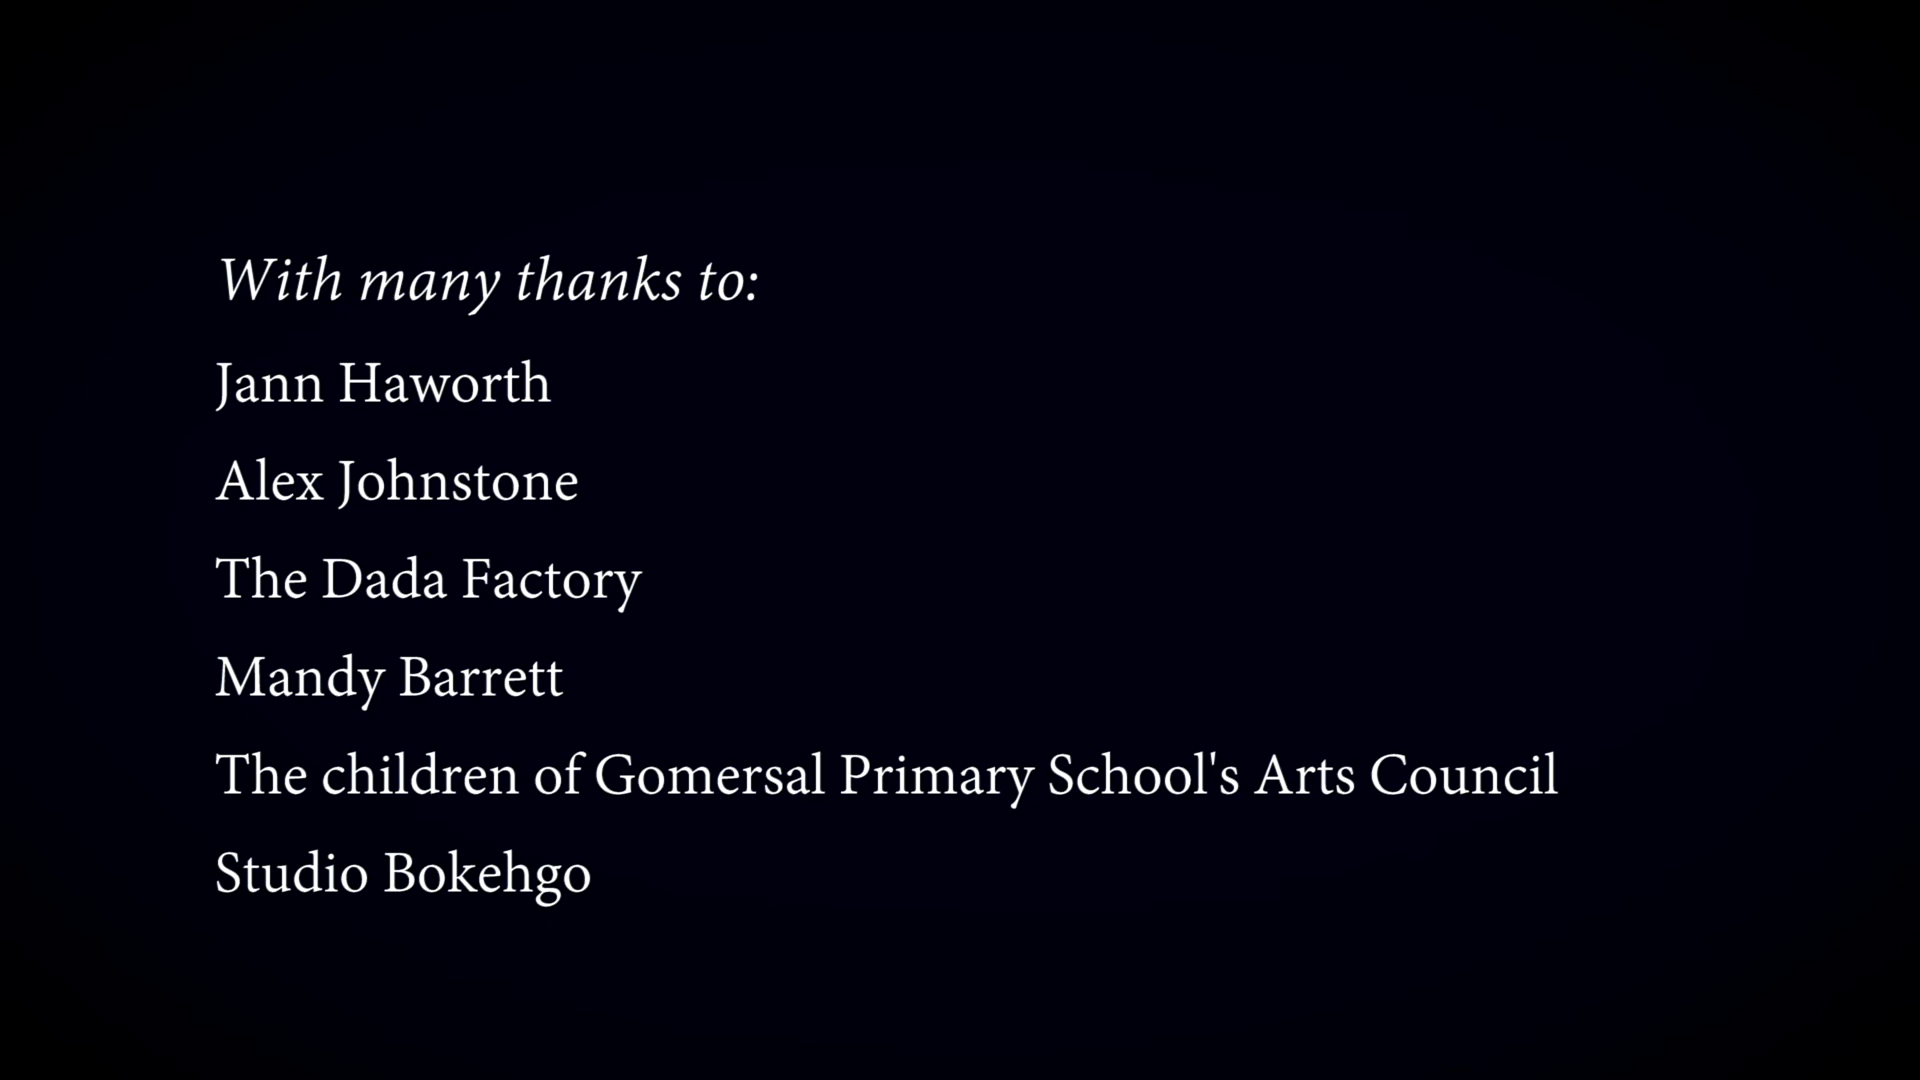 With many thanks to:
Jann Haworth
Alex Johnstone
The Dada Factory
Mandy Barrett
The children of Gomersal Primary School's Arts Council
Studio Bokehgo